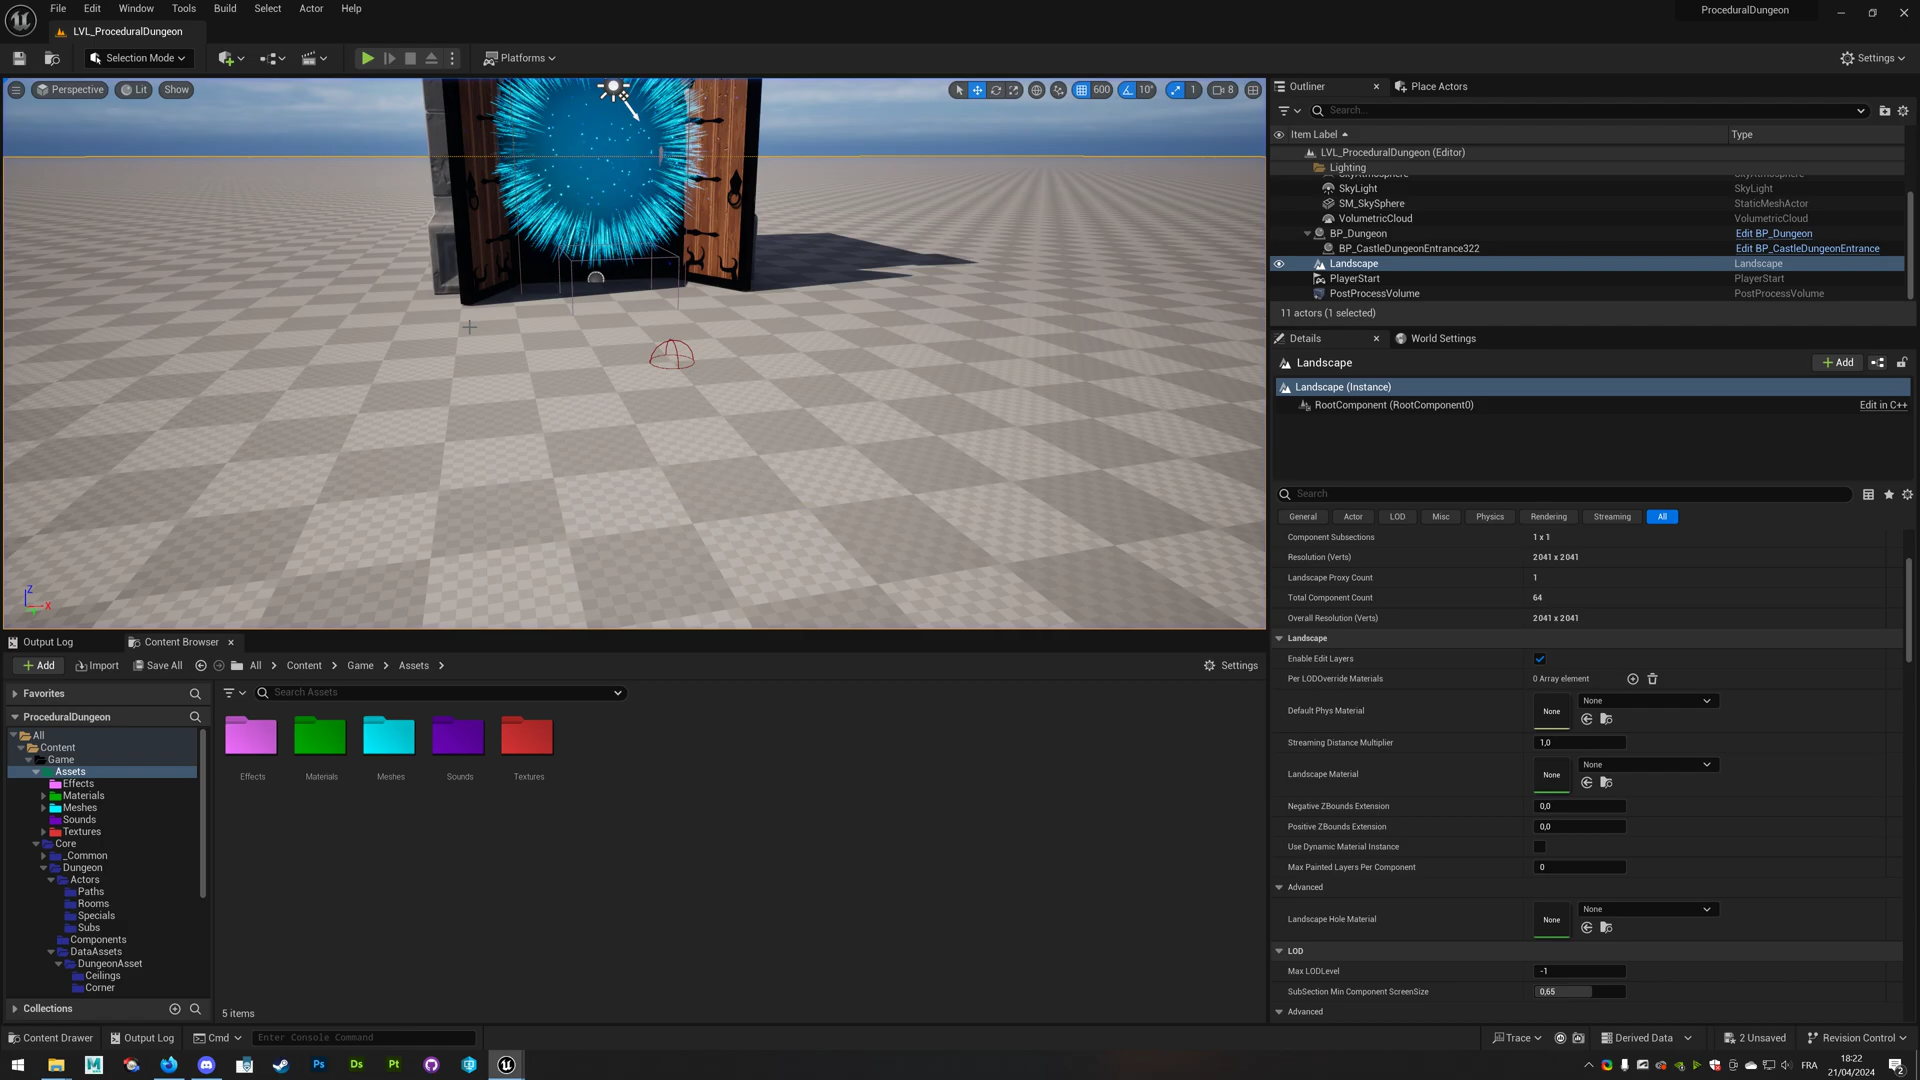 File Edit Window Tools Build Select Actor Help
ProceduralDungeon
LVL_ProceduralDungeon
Selection Mode
Platforms
Settings
Perspective Lit Show
600 10° 1 8
Outliner Place Actors
Search...
Item Label Type
LVL_ProceduralDungeon (Editor)
Lighting
SkyLight SkyLight
SM_SkySphere StaticMeshActor
VolumetricCloud VolumetricCloud
BP_Dungeon Edit BP_Dungeon
BP_CastleDungeonEntrance322 Edit BP_CastleDungeonEntrance
Landscape Landscape
PlayerStart PlayerStart
PostProcessVolume PostProcessVolume
11 actors (1 selected)
Details World Settings
Landscape
Add
Landscape (Instance)
RootComponent (RootComponent0) Edit in C++
Search
General Actor LOD Misc Physics Rendering Streaming All
Component Subsections 1 x 1
Resolution (Verts) 2041 x 2041
Landscape Proxy Count 1
Total Component Count 64
Overall Resolution (Verts) 2041 x 2041
Landscape
Enable Edit Layers
Per LODOverride Materials 0 Array element
Default Phys Material None None
Streaming Distance Multiplier 1,0
Landscape Material None None
Negative ZBounds Extension 0,0
Positive ZBounds Extension 0,0
Use Dynamic Material Instance
Max Painted Layers Per Component 0
Advanced
Landscape Hole Material None None
LOD
Max LODLevel -1
SubSection Min Component ScreenSize 0,65
Advanced
Z
X
Output Log Content Browser
Add Import Save All All Content Game Assets Settings
Favorites
Search Assets
ProceduralDungeon
All
Content
Game
Assets
Effects
Materials
Meshes
Sounds
Textures
Core
_Common
Dungeon
Actors
Paths
Rooms
Specials
Subs
Components
DataAssets
DungeonAsset
Ceilings
Corner
Collections
Effects Materials Meshes Sounds Textures
5 items
Content Drawer Output Log Cmd Enter Console Command
Trace Derived Data 2 Unsaved Revision Control
Ps Ds Pt
FRA
18:22
21/04/2024
2